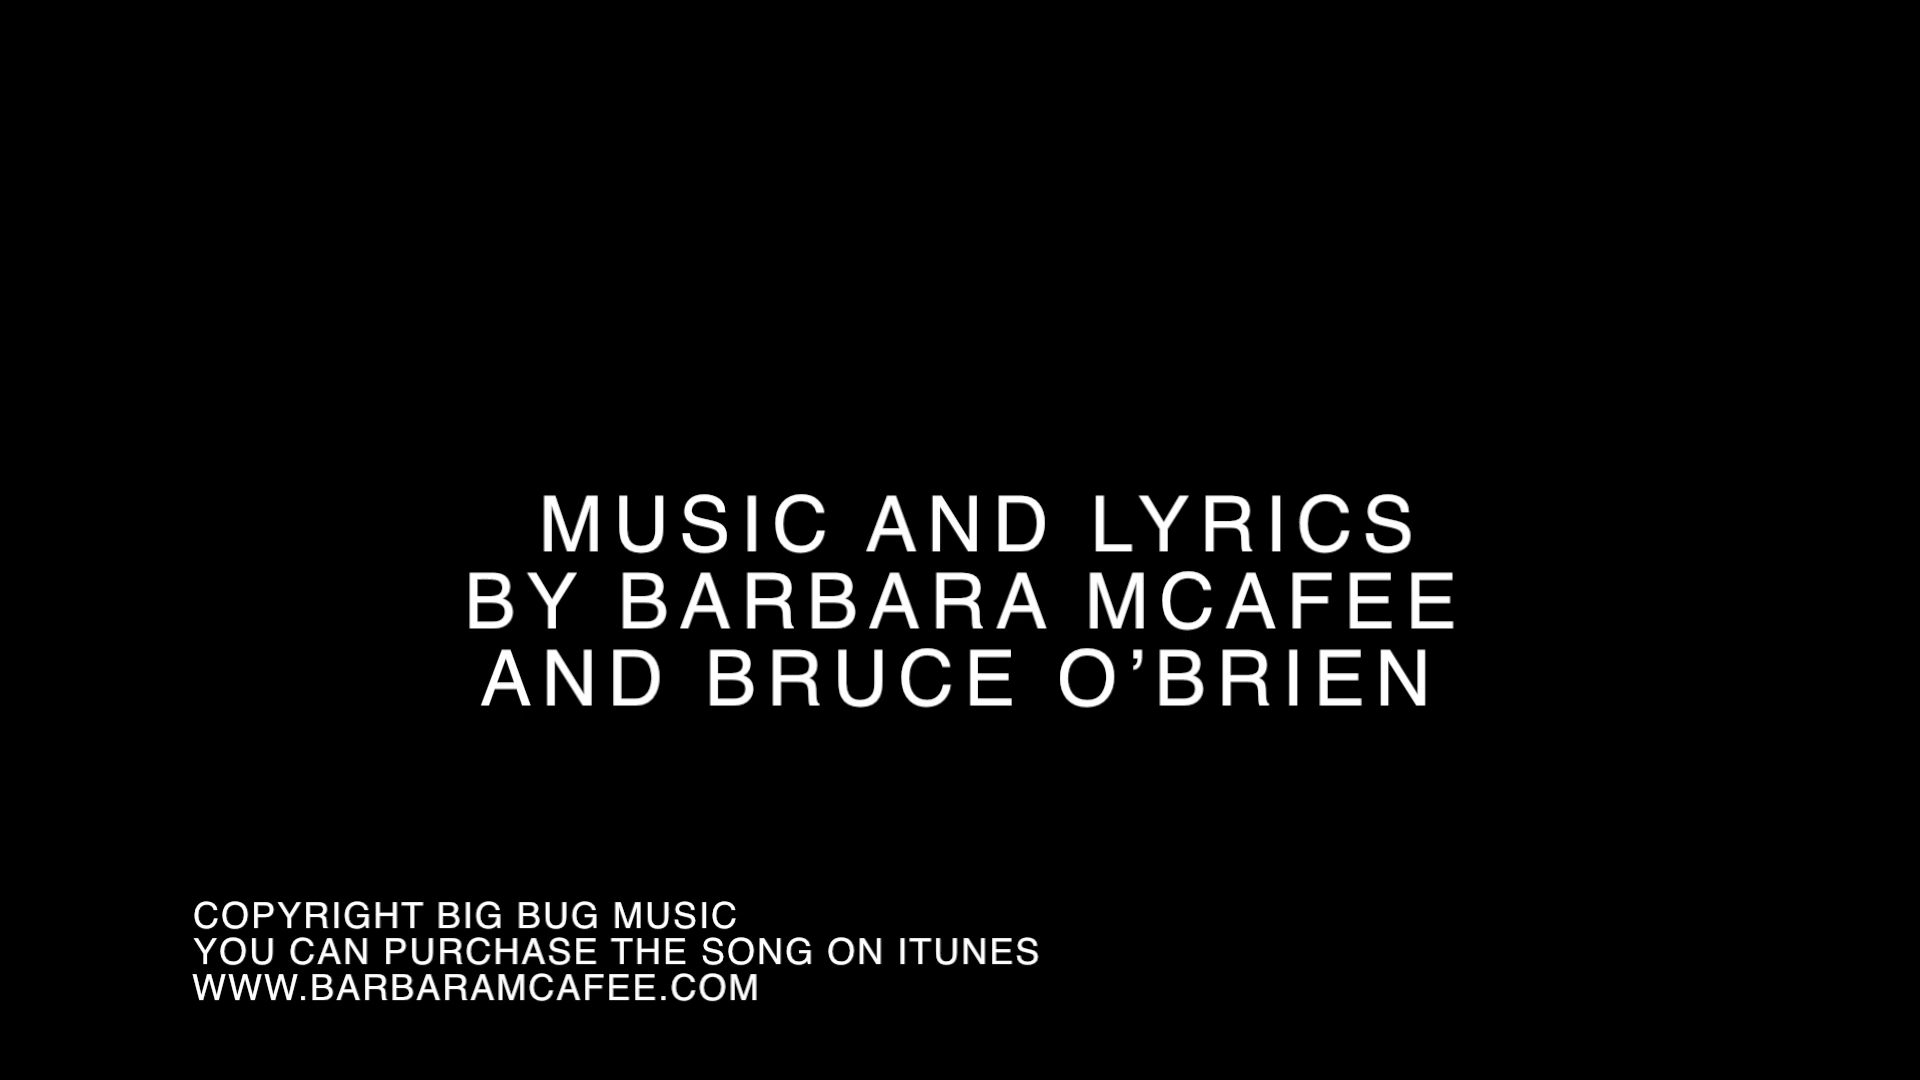 MUSIC AND LYRICS
BY BARBARA MCAFEE
AND BRUCE O’BRIEN
COPYRIGHT BIG BUG MUSIC
YOU CAN PURCHASE THE SONG ON ITUNES
WWW.BARBARAMCAFEE.COM